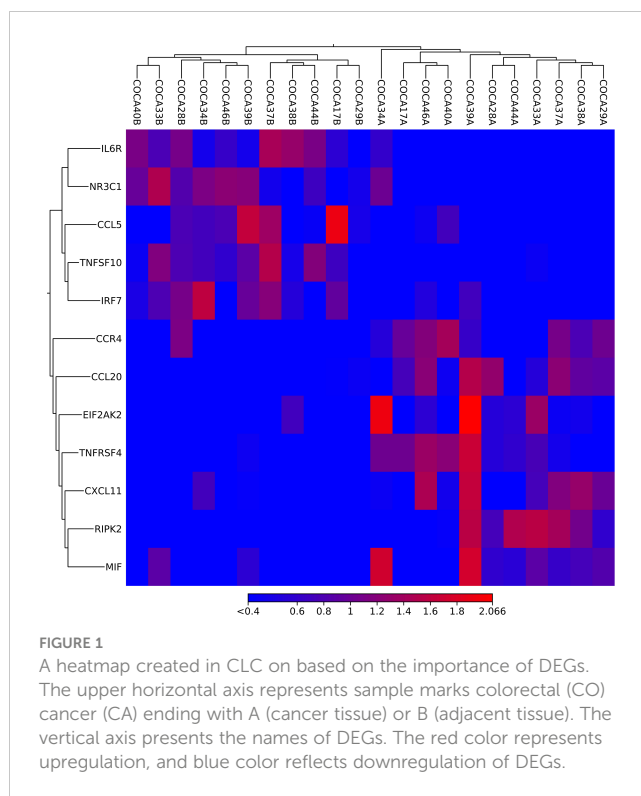 COCA40B
COCA33B
COCA28B
COCA34B
COCA46B
COCA39B
COCA37B
COCA38B
COCA44B
COCA17B
COCA29B
COCA34A
COCA17A
COCA46A
COCA40A
COCA39A
COCA28A
COCA44A
COCA33A
COCA37A
COCA38A
COCA29A
IL6R
NR3C1
CCL5
TNFSF10
IRF7
CCR4
CCL20
EIF2AK2
TNFRSF4
CXCL11
RIPK2
MIF
<0.4 0.6 0.8 1 1.2 1.4 1.6 1.8 2.066
FIGURE 1
A heatmap created in CLC on based on the importance of DEGs.
The upper horizontal axis represents sample marks colorectal (CO)
cancer (CA) ending with A (cancer tissue) or B (adjacent tissue). The
vertical axis presents the names of DEGs. The red color represents
upregulation, and blue color reflects downregulation of DEGs.